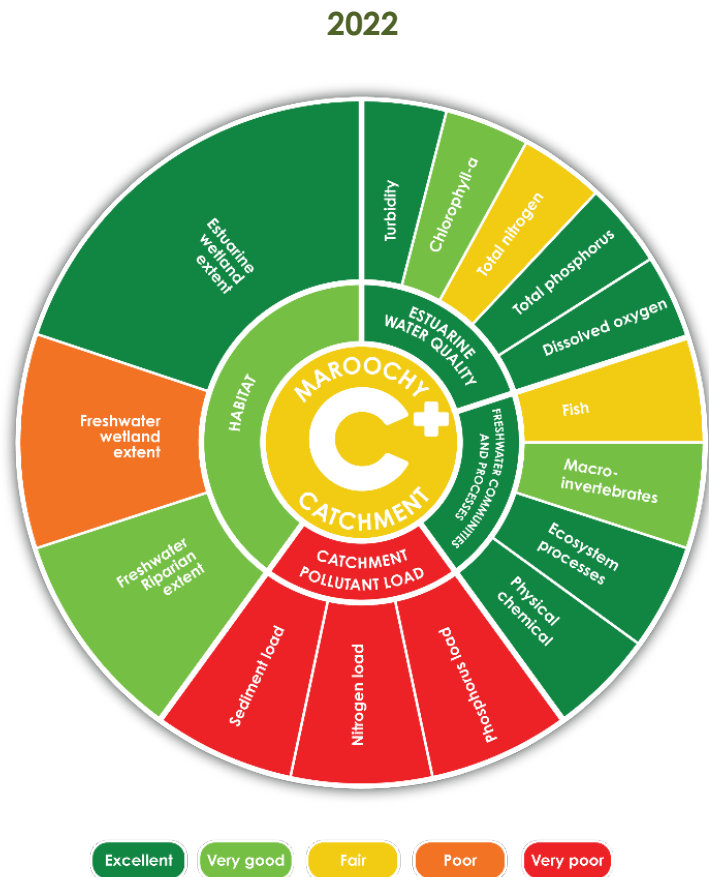 2022
Estuarine
wetland
extent
Turbidity
Chlorophyll-a
Total nitrogen
Total phosphorus
Dissolved oxygen
ESTUARINE
WATER QUALITY
HABITAT
MAROOCHY
C+
CATCHMENT
FRESHWATER COMMUNITIES
AND PROCESSES
Fish
Macro-
invertebrates
Ecosystem
processes
Physical
chemical
Freshwater
wetland
extent
Freshwater
Riparian
extent
CATCHMENT
POLLUTANT LOAD
Sediment load
Nitrogen load
Phosphorus load
Excellent
Very good
Fair
Poor
Very poor